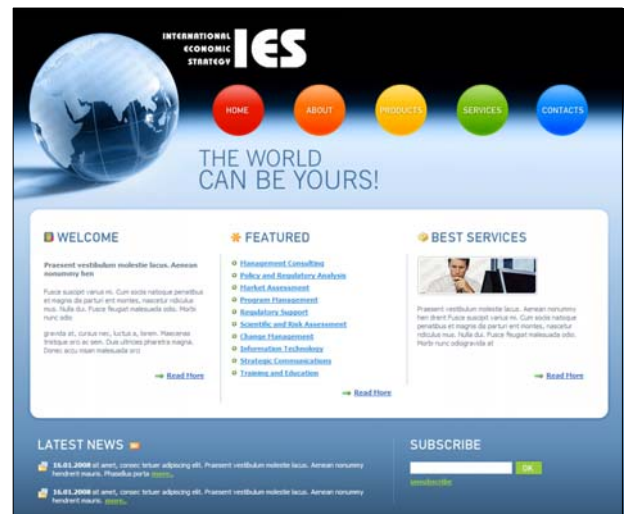 INTERNATIONAL
ECONOMIC
STRATEGY
IES
HOME
ABOUT
PRODUCTS
SERVICES
CONTACTS
THE WORLD
CAN BE YOURS!
WELCOME
Praesent vestibulum molestie lacus. Aenean
nonummy hen
Fusce suscipit varius mi. Cum sociis natoque penatibus
et magnis dis parturi ent montes, nascetur ridiculus
mus. Nulla dui. Fusce feugiat malesuada odio. Morbi
nunc odio
gravida at, cursus nec, luctus a, lorem. Maecenas
tristique orci ac sem. Duis ultricies pharetra magna.
Donec accu msan malesuada orci
Read More
FEATURED
Management Consulting
Policy and Regulatory Analysis
Market Assessment
Program Management
Regulatory Support
Scientific and Risk Assessment
Change Management
Information Technology
Strategic Communications
Training and Education
Read More
BEST SERVICES
Praesent vestibulum molestie lacus. Aenean nonummy
hen drerit Fusce suscipit varius mi. Cum sociis natoque
penatibus et magnis dis parturi ent montes, nascetur
ridiculus mus. Nulla dui. Fusce feugiat malesuada odio.
Morbi nunc odiogravida at
Read More
LATEST NEWS
16.01.2008 sit amet, consec tetuer adipiscing elit. Praesent vestibulum molestie lacus. Aenean nonummy
hendrerit mauris. Phasellus porta more..
16.01.2008 sit amet, consec tetuer adipiscing elit. Praesent vestibulum molestie lacus. Aenean nonummy
hendrerit mauris. more..
SUBSCRIBE
OK
unsubscribe